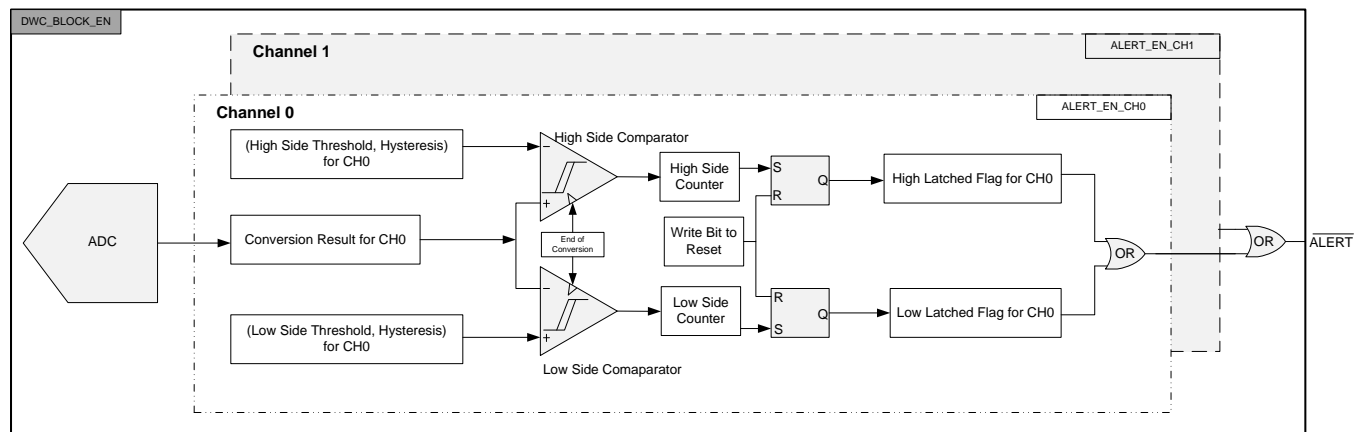 DWC_BLOCK_EN
Channel 1
ALERT_EN_CH1
Channel 0
ALERT_EN_CH0
(High Side Threshold, Hysteresis)
for CH0
High Side Comparator
−
+
High Side
Counter
S
R
Q
High Latched Flag for CH0
ADC
Conversion Result for CH0
End of
Conversion
Write Bit to
Reset
OR
OR
ALERT
(Low Side Threshold, Hysteresis)
for CH0
−
+
Low Side Comaparator
Low Side
Counter
R
S
Q
Low Latched Flag for CH0